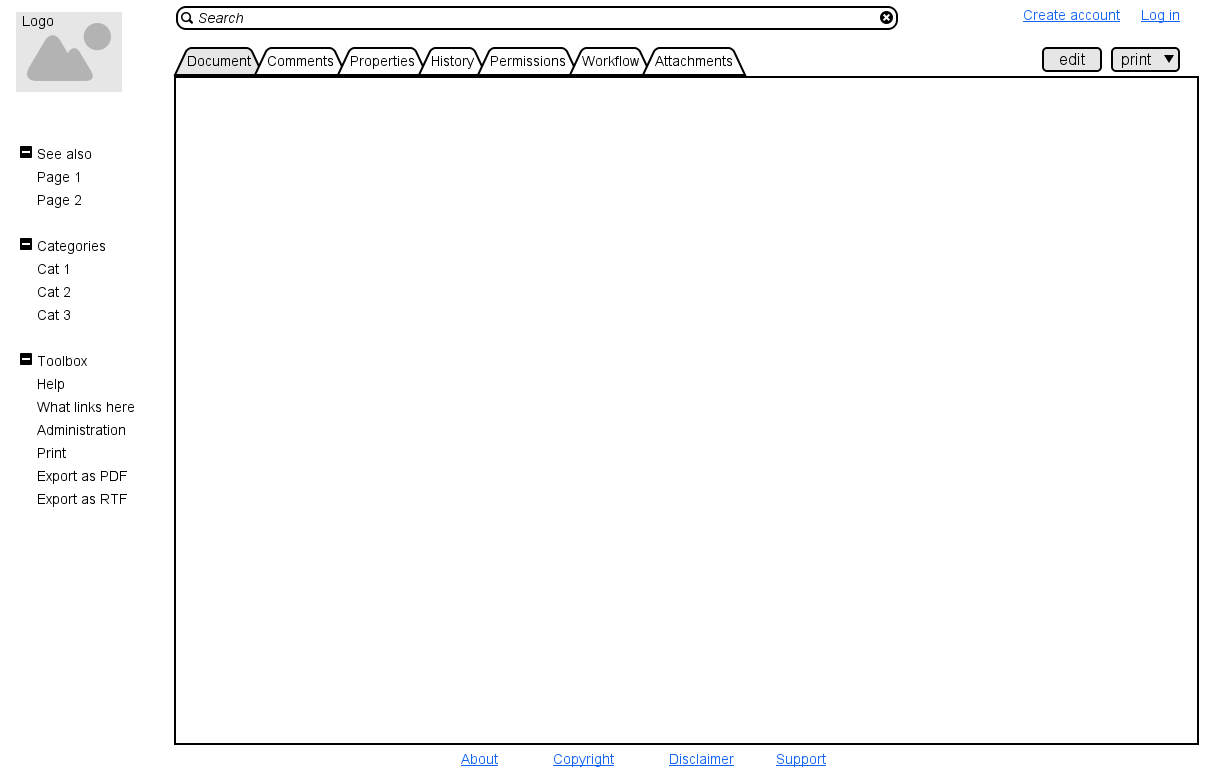 Logo
Search
Create account Log in
Document Comments Properties History Permissions Workflow Attachments
edit print
See also
Page 1
Page 2
Categories
Cat 1
Cat 2
Cat 3
Toolbox
Help
What links here
Administration
Print
Export as PDF
Export as RTF
About Copyright Disclaimer Support